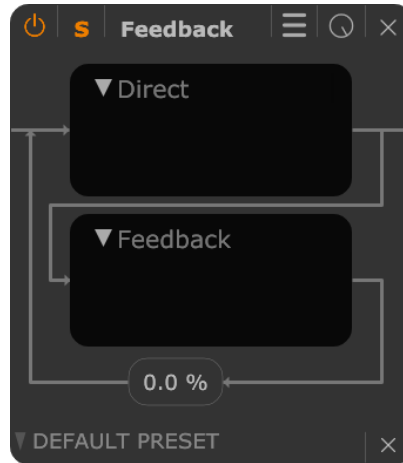 S Feedback
Direct
Feedback
0.0 %
DEFAULT PRESET